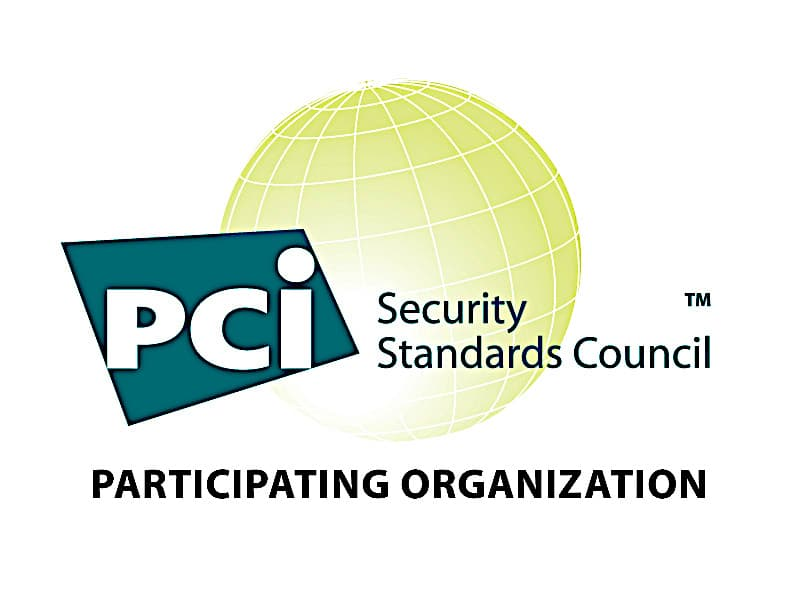 PCi
Security
Standards Council ™
PARTICIPATING ORGANIZATION